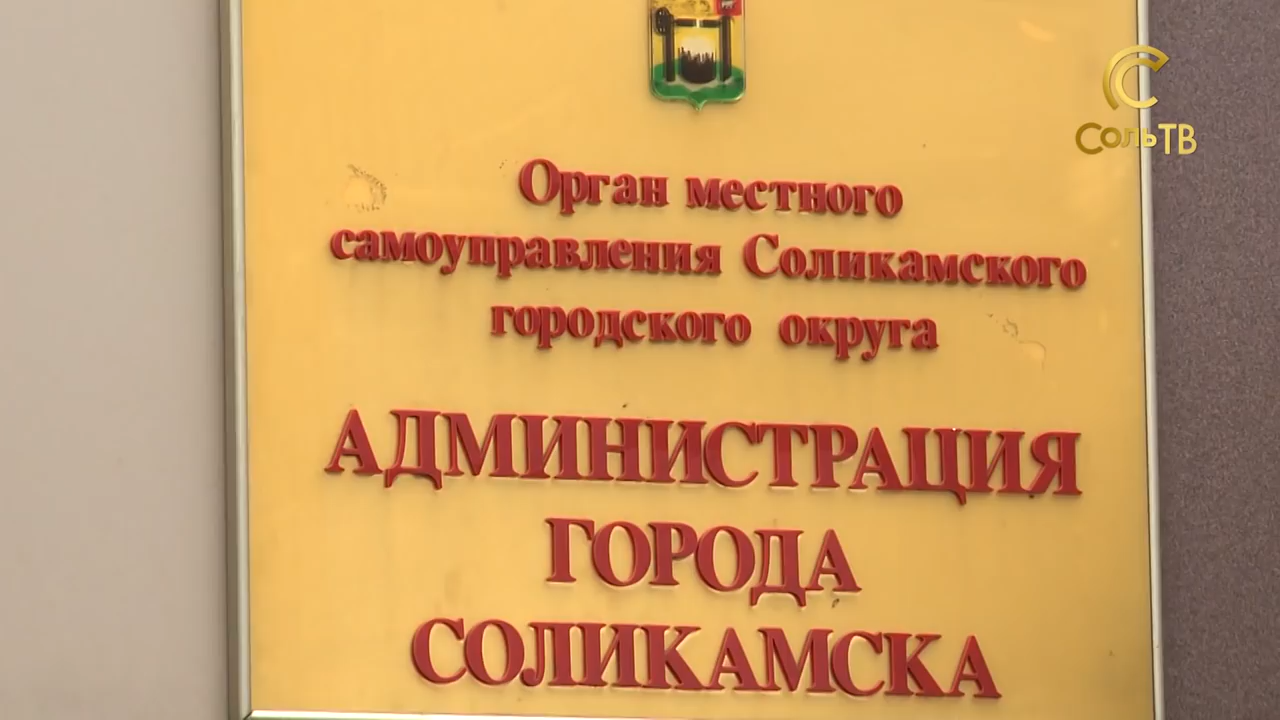 СольТВ
Орган местного
самоуправления Соликамского
городского округа
АДМИНИСТРАЦИЯ
ГОРОДА
СОЛИКАМСКА